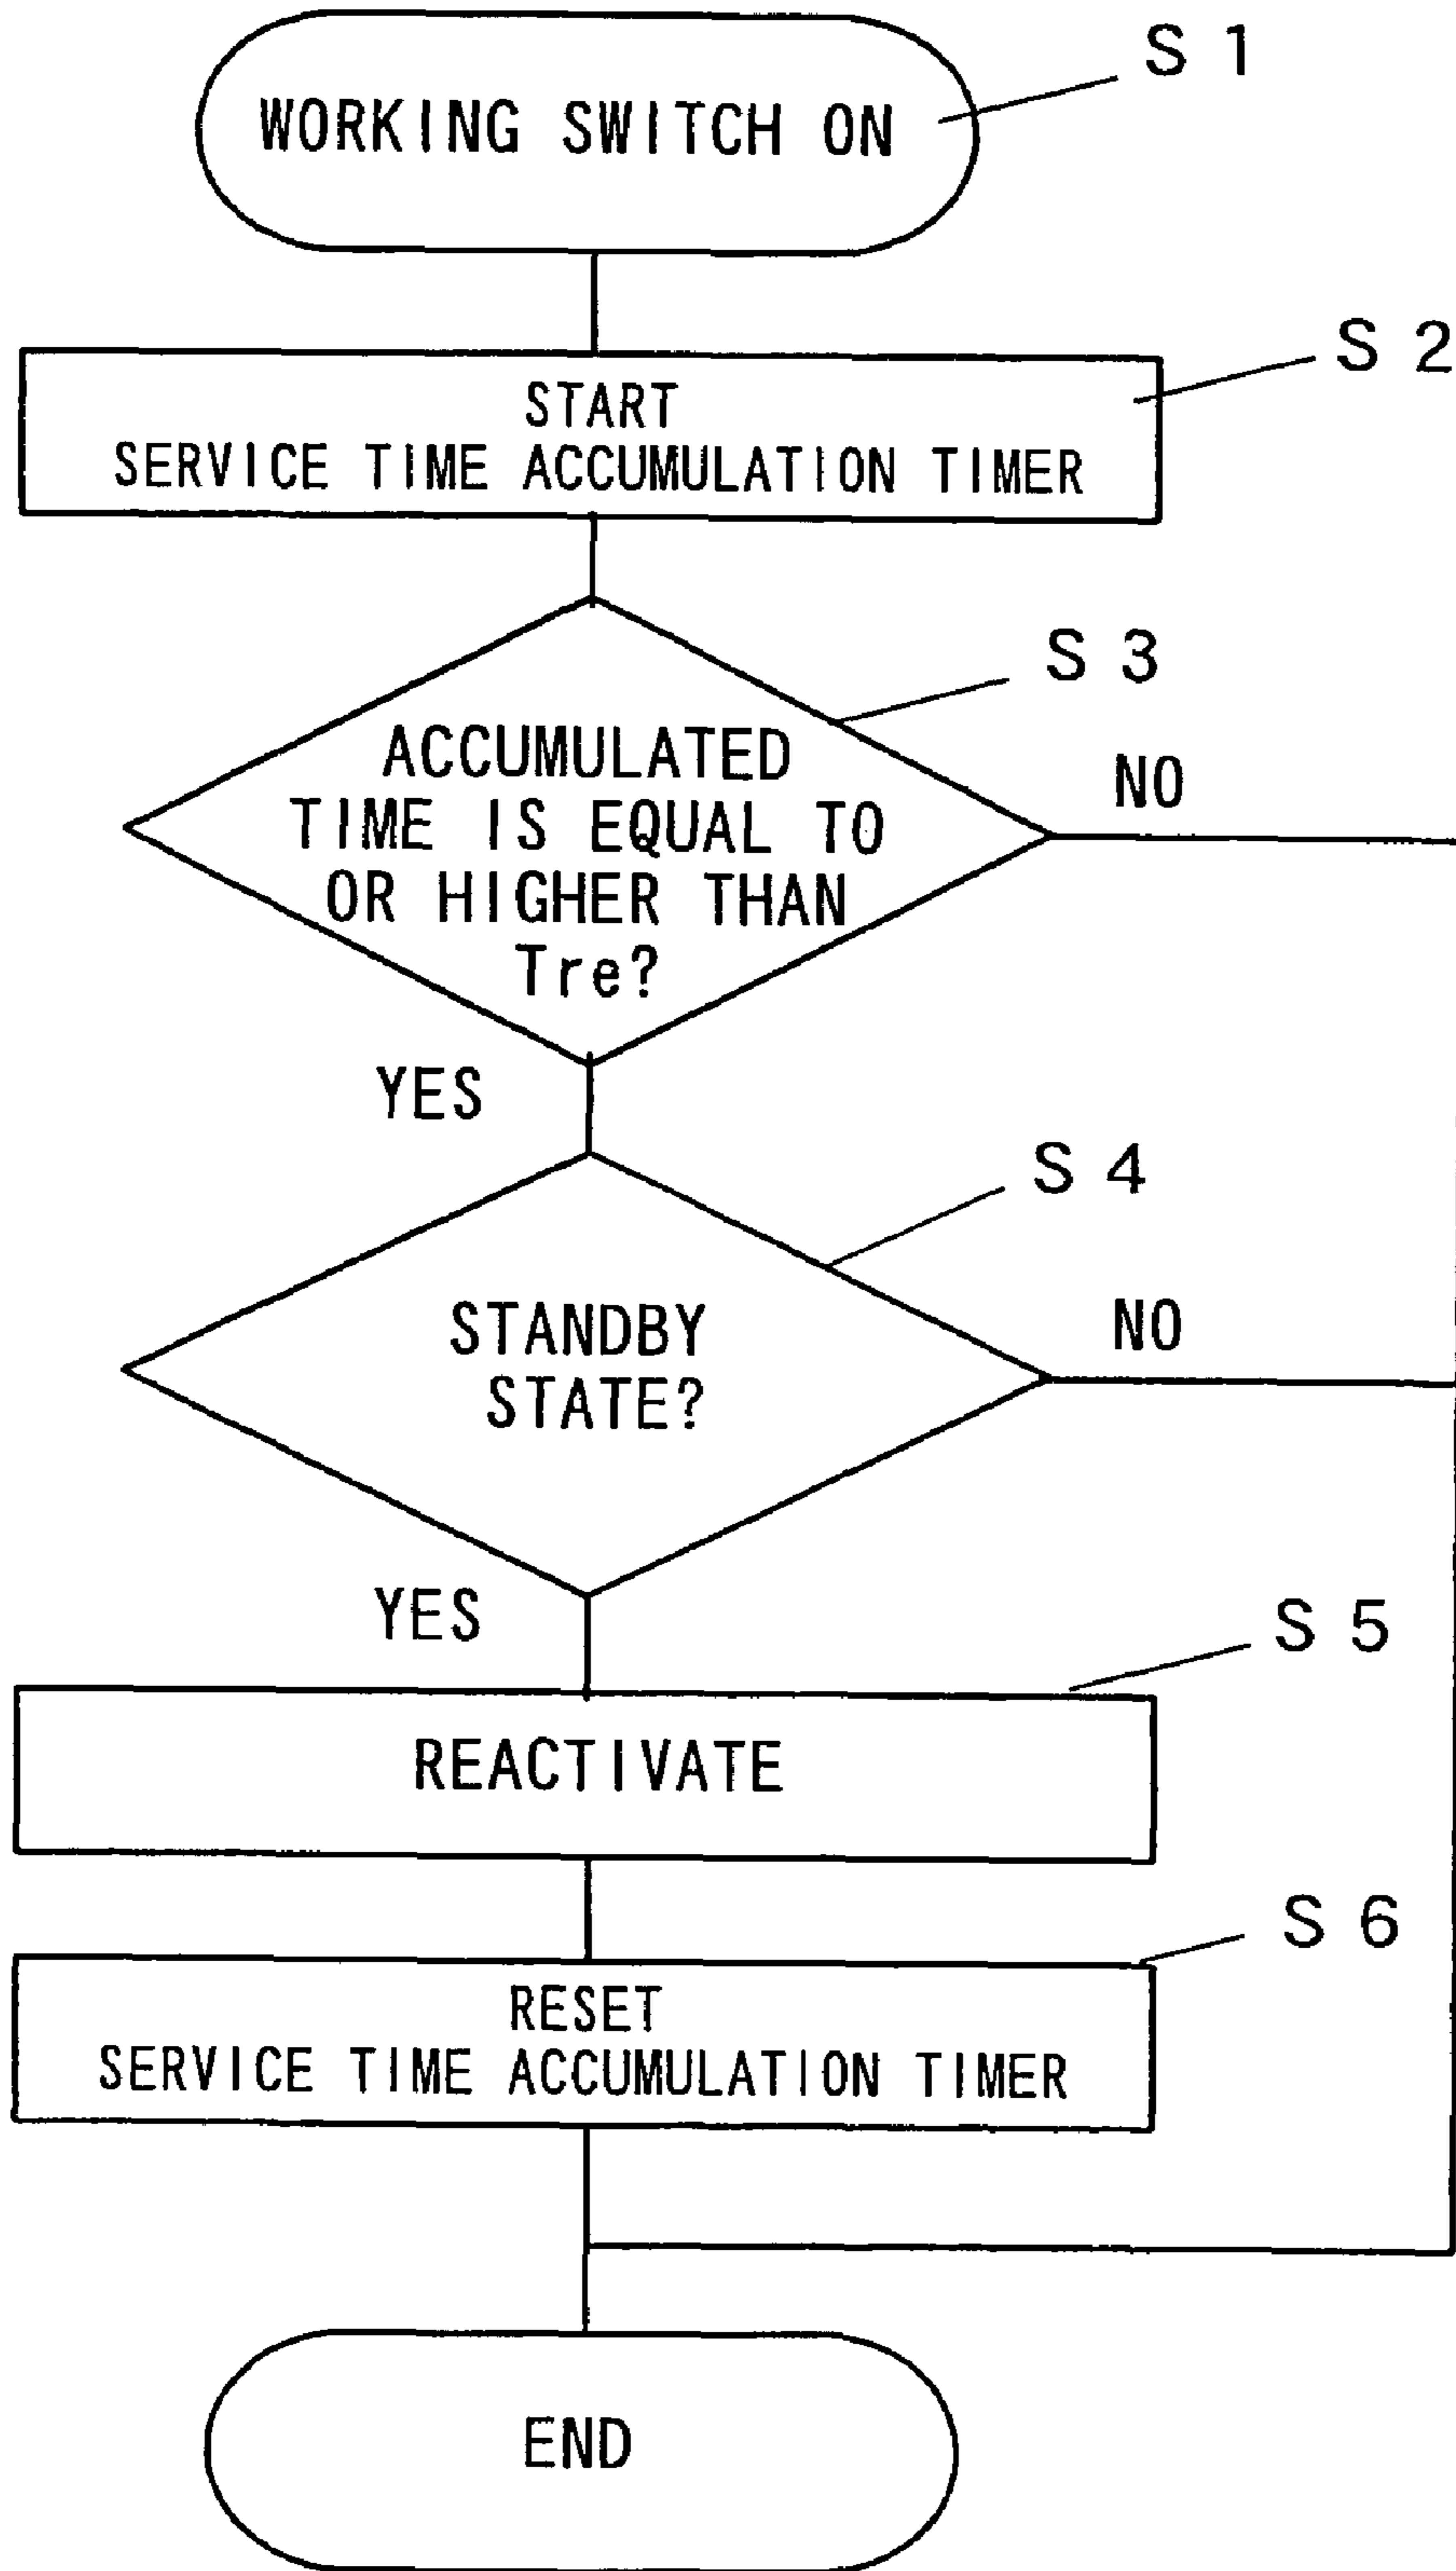 S 1
WORKING SWITCH ON
S 2
START
SERVICE TIME ACCUMULATION TIMER
S 3
ACCUMULATED
TIME IS EQUAL TO
OR HIGHER THAN
Tre?
NO
YES
S 4
STANDBY
STATE?
NO
YES
S 5
REACTIVATE
S 6
RESET
SERVICE TIME ACCUMULATION TIMER
END